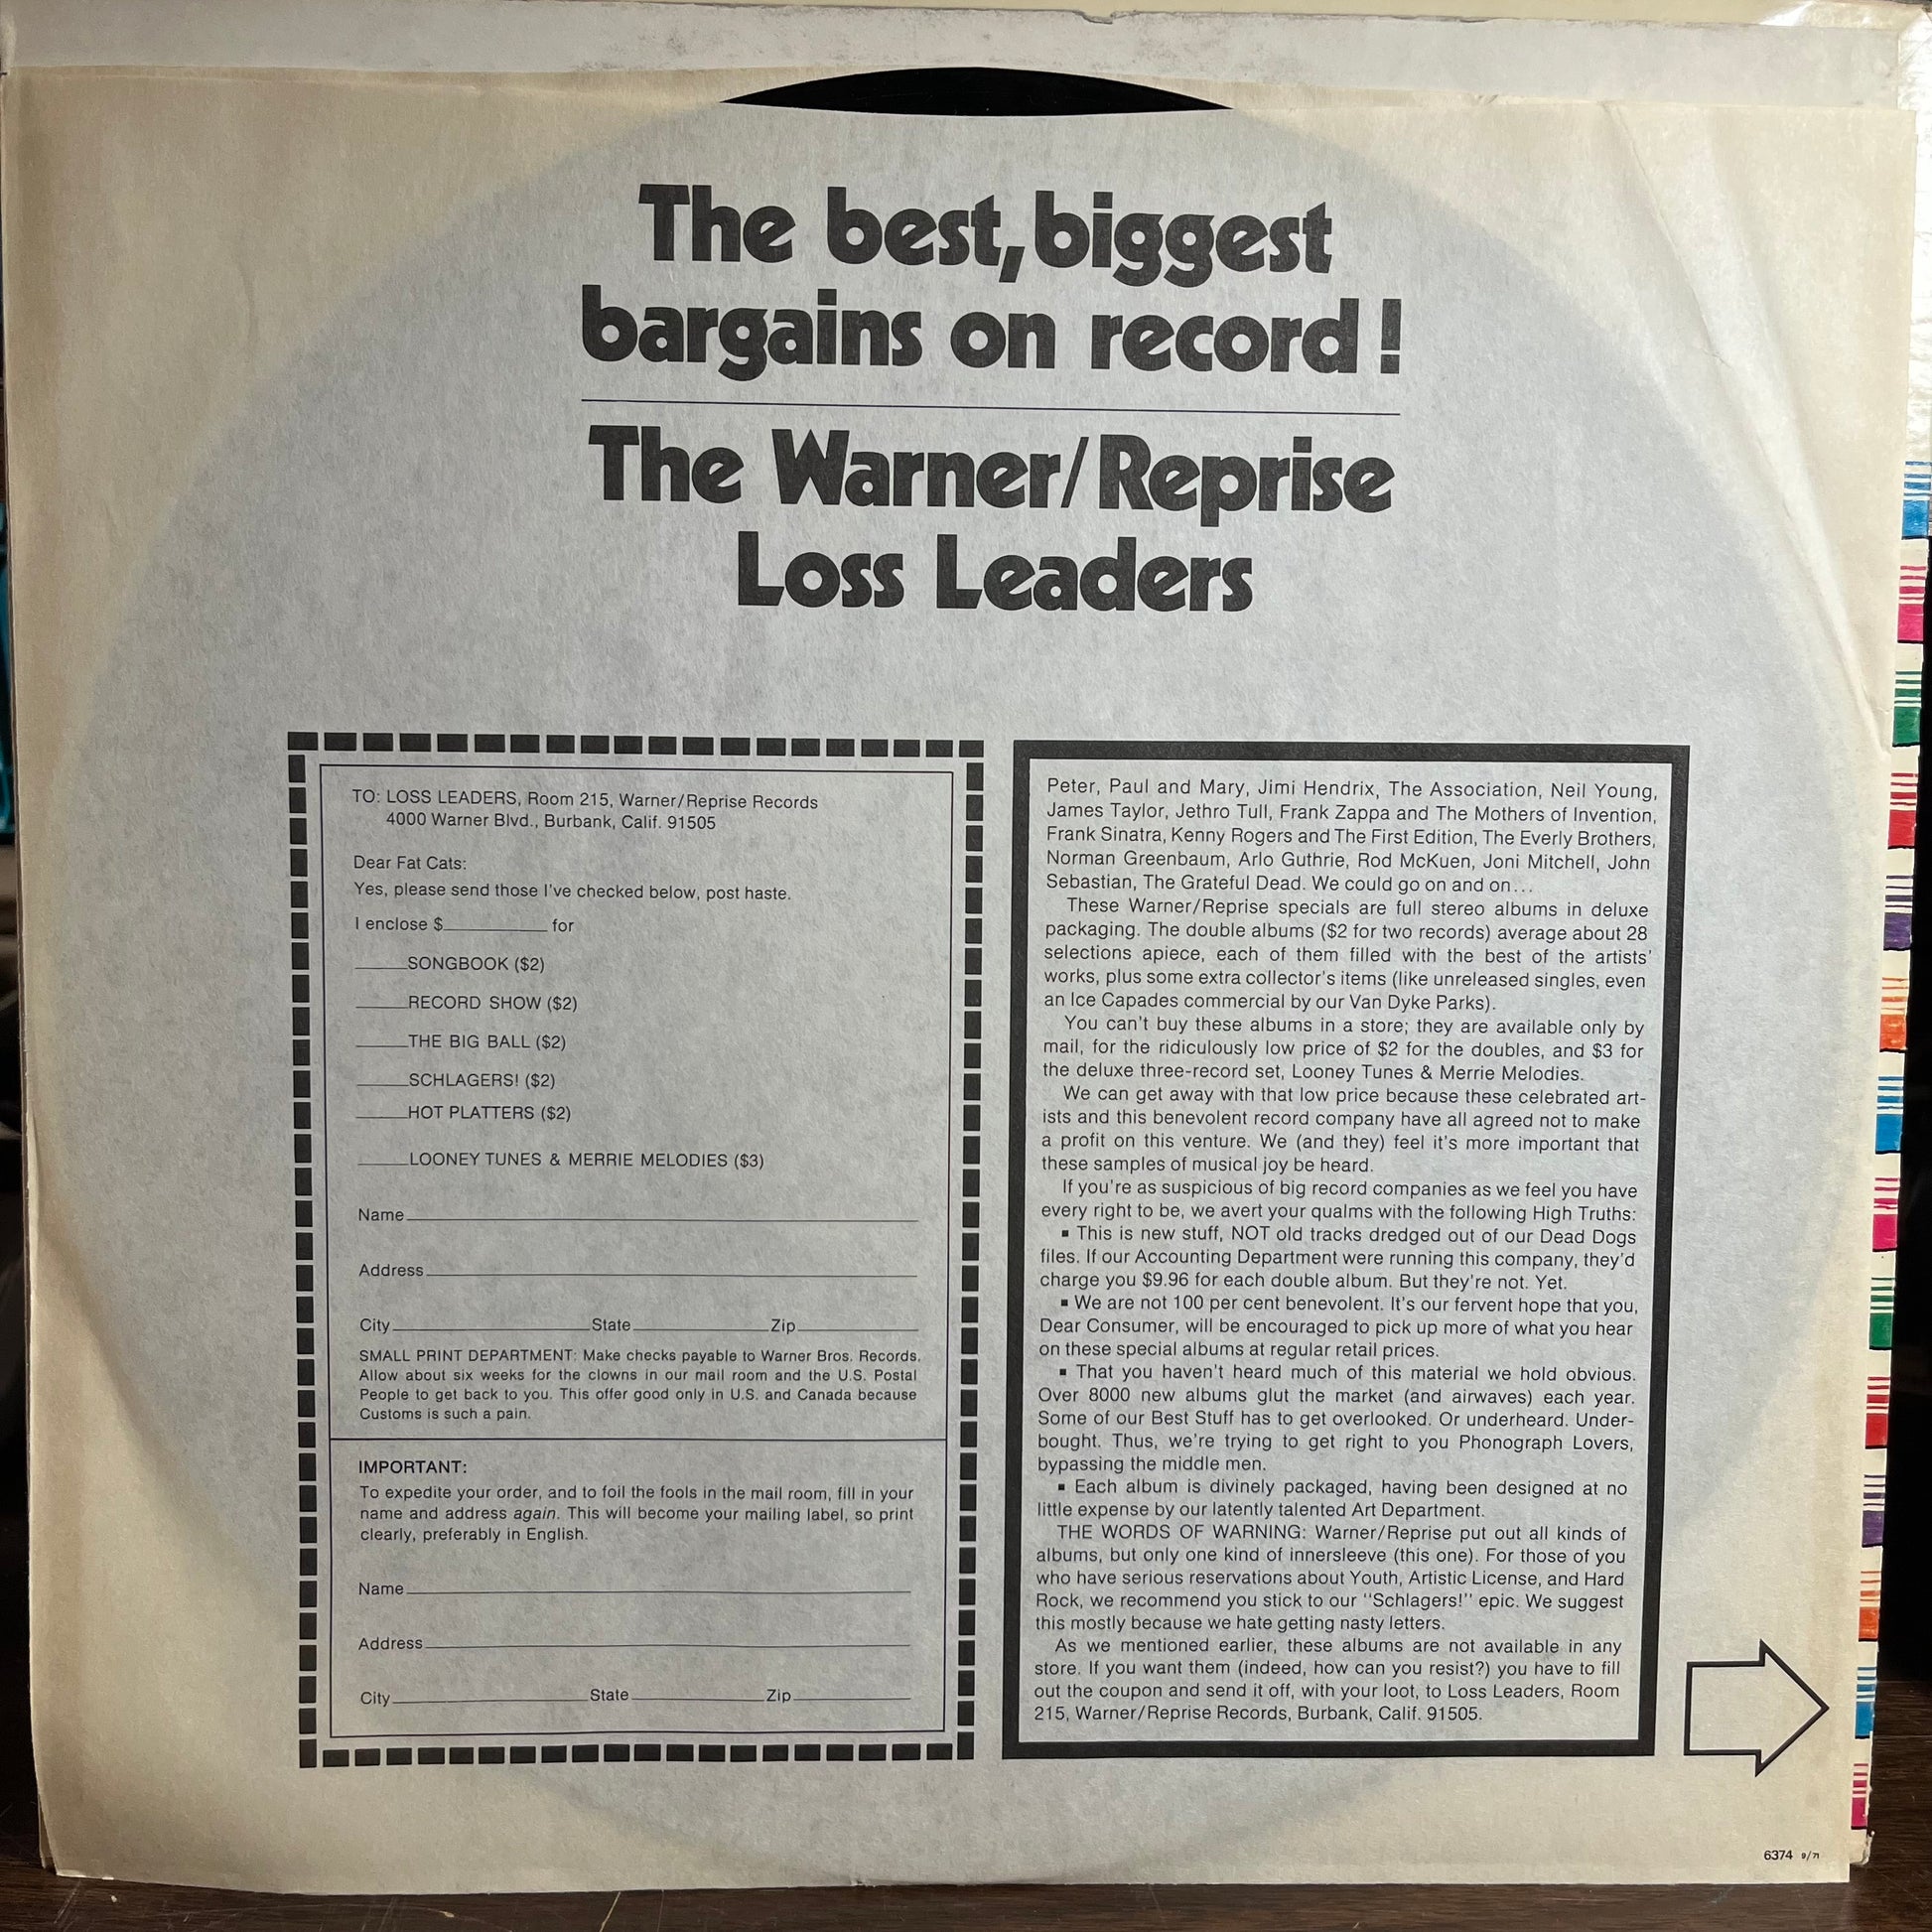 The best, biggest
bargains on record!
The Warner/Reprise
Loss Leaders
TO: LOSS LEADERS, Room 215, Warner/Reprise Records
4000 Warner Blvd., Burbank, Calif. 91505
Dear Fat Cats:
Yes, please send those I've checked below, post haste.
I enclose $__________ for
_____SONGBOOK ($2)
_____RECORD SHOW ($2)
_____THE BIG BALL ($2)
_____SCHLAGERS! ($2)
_____HOT PLATTERS ($2)
_____LOONEY TUNES & MERRIE MELODIES ($3)
Name
Address
City State Zip
SMALL PRINT DEPARTMENT: Make checks payable to Warner Bros. Records.
Allow about six weeks for the clowns in our mail room and the U.S. Postal
People to get back to you. This offer good only in U.S. and Canada because
Customs is such a pain.
IMPORTANT:
To expedite your order, and to foil the fools in the mail room, fill in your
name and address again. This will become your mailing label, so print
clearly, preferably in English.
Name
Address
City State Zip
Peter, Paul and Mary, Jimi Hendrix, The Association, Neil Young,
James Taylor, Jethro Tull, Frank Zappa and The Mothers of Invention,
Frank Sinatra, Kenny Rogers and The First Edition, The Everly Brothers,
Norman Greenbaum, Arlo Guthrie, Rod McKuen, Joni Mitchell, John
Sebastian, The Grateful Dead. We could go on and on...
These Warner/Reprise specials are full stereo albums in deluxe
packaging. The double albums ($2 for two records) average about 28
selections apiece, each of them filled with the best of the artists'
works, plus some extra collector's items (like unreleased singles, even
an Ice Capades commercial by our Van Dyke Parks).
You can't buy these albums in a store; they are available only by
mail, for the ridiculously low price of $2 for the doubles, and $3 for
the deluxe three-record set, Looney Tunes & Merrie Melodies.
We can get away with that low price because these celebrated art-
ists and this benevolent record company have all agreed not to make
a profit on this venture. We (and they) feel it's more important that
these samples of musical joy be heard.
If you're as suspicious of big record companies as we feel you have
every right to be, we avert your qualms with the following High Truths:
▪ This is new stuff, NOT old tracks dredged out of our Dead Dogs
files. If our Accounting Department were running this company, they'd
charge you $9.96 for each double album. But they're not. Yet.
▪ We are not 100 per cent benevolent. It's our fervent hope that you,
Dear Consumer, will be encouraged to pick up more of what you hear
on these special albums at regular retail prices.
▪ That you haven't heard much of this material we hold obvious.
Over 8000 new albums glut the market (and airwaves) each year.
Some of our Best Stuff has to get overlooked. Or underheard. Under-
bought. Thus, we're trying to get right to you Phonograph Lovers,
bypassing the middle men.
▪ Each album is divinely packaged, having been designed at no
little expense by our latently talented Art Department.
THE WORDS OF WARNING: Warner/Reprise put out all kinds of
albums, but only one kind of innersleeve (this one). For those of you
who have serious reservations about Youth, Artistic License, and Hard
Rock, we recommend you stick to our "Schlagers!" epic. We suggest
this mostly because we hate getting nasty letters.
As we mentioned earlier, these albums are not available in any
store. If you want them (indeed, how can you resist?) you have to fill
out the coupon and send it off, with your loot, to Loss Leaders, Room
215, Warner/Reprise Records, Burbank, Calif. 91505.
6374 9/71